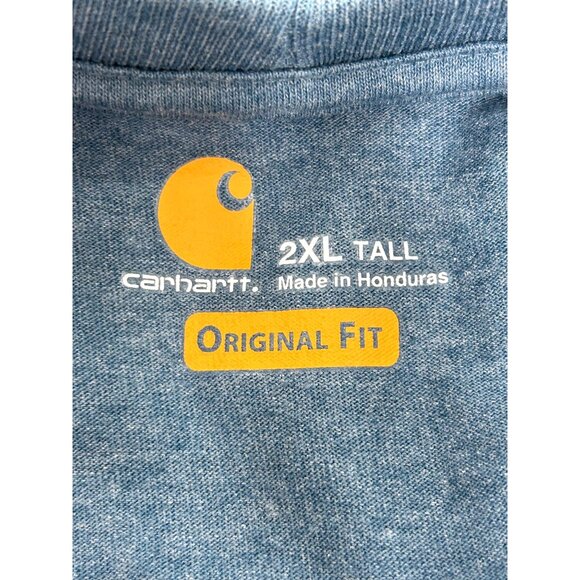 2XL TALL
carhartt. Made in Honduras
ORIGINAL FIT